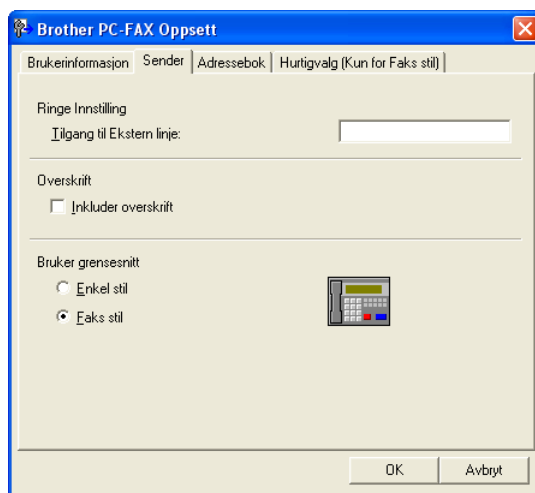 Brother PC-FAX Oppsett
Brukerinformasjon Sender Adressebok Hurtigvalg (Kun for Faks stil)
Ringe Innstilling
Tilgang til Ekstern linje:
Overskrift
Inkluder overskrift
Bruker grensesnitt
Enkel stil
Faks stil
OK Avbryt